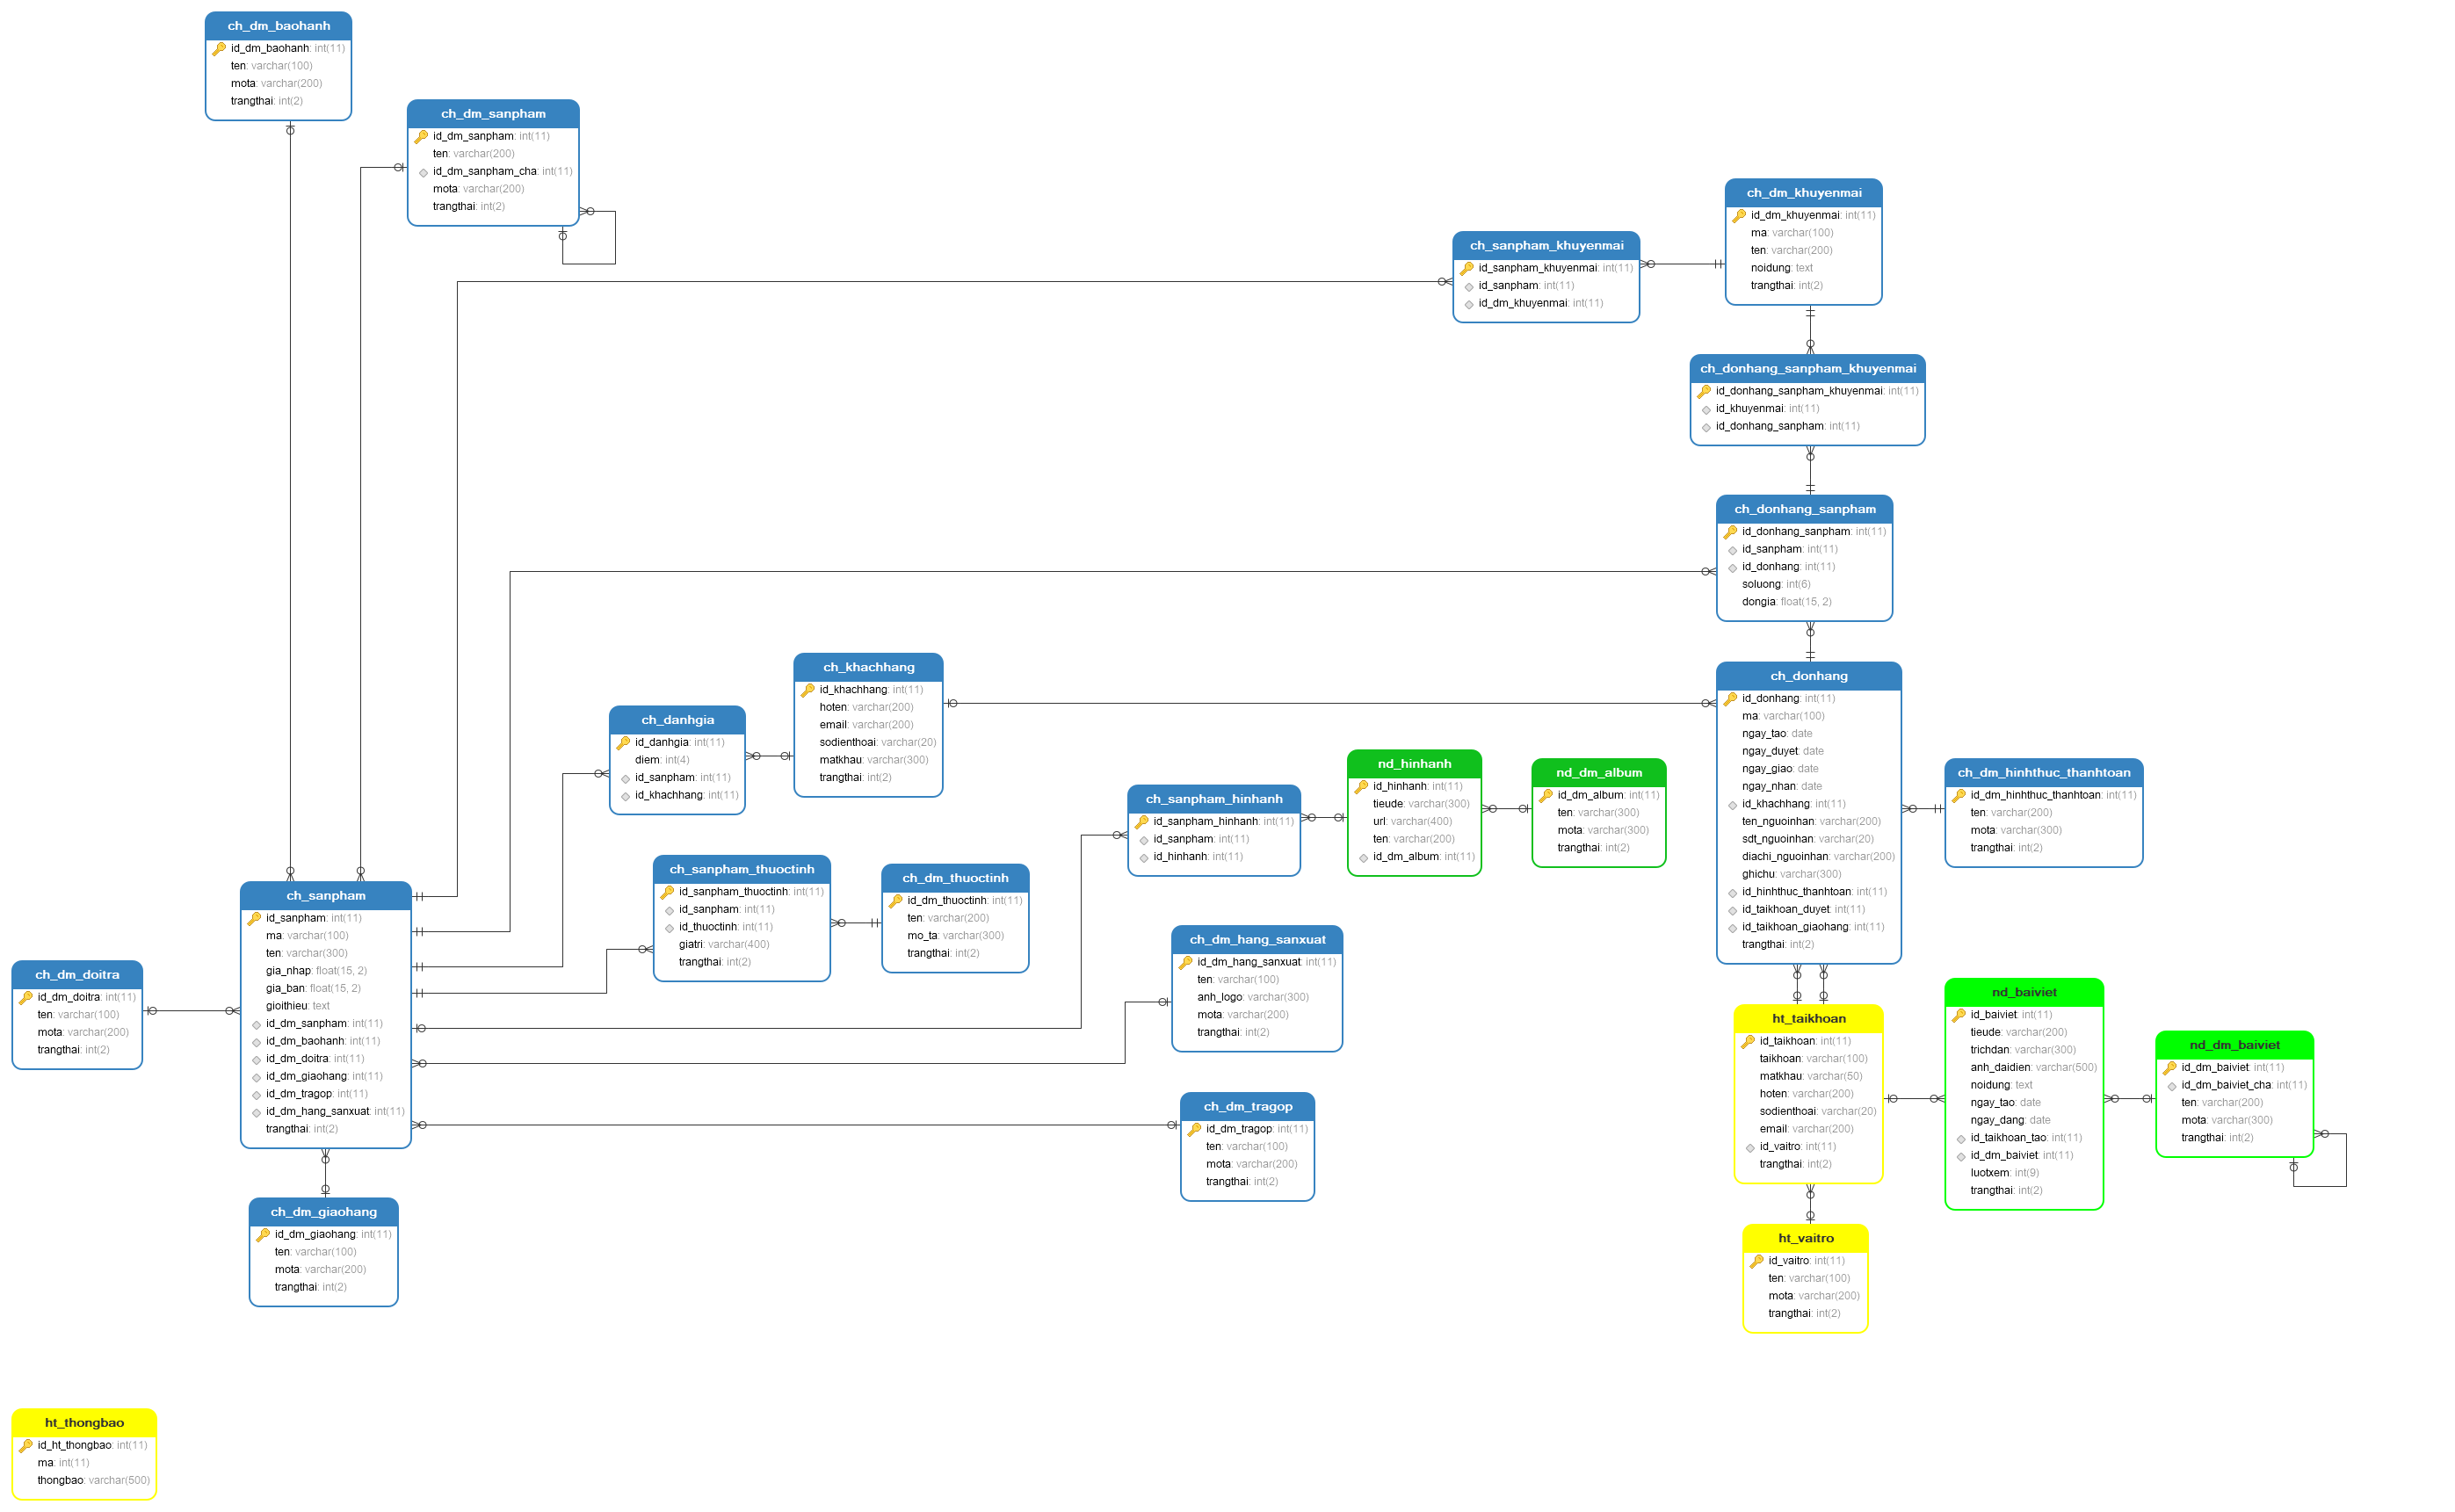 ch_dm_baohanh
id_dm_baohanh: int(11)
ten: varchar(100)
mota: varchar(200)
trangthai: int(2)
ch_dm_sanpham
id_dm_sanpham: int(11)
ten: varchar(200)
id_dm_sanpham_cha: int(11)
mota: varchar(200)
trangthai: int(2)
ch_dm_khuyenmai
id_dm_khuyenmai: int(11)
ma: varchar(100)
ten: varchar(200)
noidung: text
trangthai: int(2)
ch_sanpham_khuyenmai
id_sanpham_khuyenmai: int(11)
id_sanpham: int(11)
id_dm_khuyenmai: int(11)
ch_donhang_sanpham_khuyenmai
id_donhang_sanpham_khuyenmai: int(11)
id_khuyenmai: int(11)
id_donhang_sanpham: int(11)
ch_donhang_sanpham
id_donhang_sanpham: int(11)
id_sanpham: int(11)
id_donhang: int(11)
soluong: int(6)
dongia: float(15, 2)
ch_khachhang
id_khachhang: int(11)
hoten: varchar(200)
email: varchar(200)
sodienthoai: varchar(20)
matkhau: varchar(300)
trangthai: int(2)
ch_donhang
id_donhang: int(11)
ma: varchar(100)
ngay_tao: date
ngay_duyet: date
ngay_giao: date
ngay_nhan: date
id_khachhang: int(11)
ten_nguoinhan: varchar(200)
sdt_nguoinhan: varchar(20)
diachi_nguoinhan: varchar(200)
ghichu: varchar(300)
id_hinhthuc_thanhtoan: int(11)
id_taikhoan_duyet: int(11)
id_taikhoan_giaohang: int(11)
trangthai: int(2)
ch_danhgia
id_danhgia: int(11)
diem: int(4)
id_sanpham: int(11)
id_khachhang: int(11)
nd_hinhanh
id_hinhanh: int(11)
tieude: varchar(300)
url: varchar(400)
ten: varchar(200)
id_dm_album: int(11)
nd_dm_album
id_dm_album: int(11)
ten: varchar(300)
mota: varchar(300)
trangthai: int(2)
ch_dm_hinhthuc_thanhtoan
id_dm_hinhthuc_thanhtoan: int(11)
ten: varchar(200)
mota: varchar(300)
trangthai: int(2)
ch_sanpham_hinhanh
id_sanpham_hinhanh: int(11)
id_sanpham: int(11)
id_hinhanh: int(11)
ch_sanpham_thuoctinh
id_sanpham_thuoctinh: int(11)
id_sanpham: int(11)
id_thuoctinh: int(11)
giatri: varchar(400)
trangthai: int(2)
ch_dm_thuoctinh
id_dm_thuoctinh: int(11)
ten: varchar(200)
mo_ta: varchar(300)
trangthai: int(2)
ch_sanpham
id_sanpham: int(11)
ma: varchar(100)
ten: varchar(300)
gia_nhap: float(15, 2)
gia_ban: float(15, 2)
gioithieu: text
id_dm_sanpham: int(11)
id_dm_baohanh: int(11)
id_dm_doitra: int(11)
id_dm_giaohang: int(11)
id_dm_tragop: int(11)
id_dm_hang_sanxuat: int(11)
trangthai: int(2)
ch_dm_hang_sanxuat
id_dm_hang_sanxuat: int(11)
ten: varchar(100)
anh_logo: varchar(300)
mota: varchar(200)
trangthai: int(2)
ch_dm_doitra
id_dm_doitra: int(11)
ten: varchar(100)
mota: varchar(200)
trangthai: int(2)
nd_baiviet
id_baiviet: int(11)
tieude: varchar(200)
trichdan: varchar(300)
anh_daidien: varchar(500)
noidung: text
ngay_tao: date
ngay_dang: date
id_taikhoan_tao: int(11)
id_dm_baiviet: int(11)
luotxem: int(9)
trangthai: int(2)
ht_taikhoan
id_taikhoan: int(11)
taikhoan: varchar(100)
matkhau: varchar(50)
hoten: varchar(200)
sodienthoai: varchar(20)
email: varchar(200)
id_vaitro: int(11)
trangthai: int(2)
nd_dm_baiviet
id_dm_baiviet: int(11)
id_dm_baiviet_cha: int(11)
ten: varchar(200)
mota: varchar(300)
trangthai: int(2)
ch_dm_tragop
id_dm_tragop: int(11)
ten: varchar(100)
mota: varchar(200)
trangthai: int(2)
ch_dm_giaohang
id_dm_giaohang: int(11)
ten: varchar(100)
mota: varchar(200)
trangthai: int(2)
ht_vaitro
id_vaitro: int(11)
ten: varchar(100)
mota: varchar(200)
trangthai: int(2)
ht_thongbao
id_ht_thongbao: int(11)
ma: int(11)
thongbao: varchar(500)